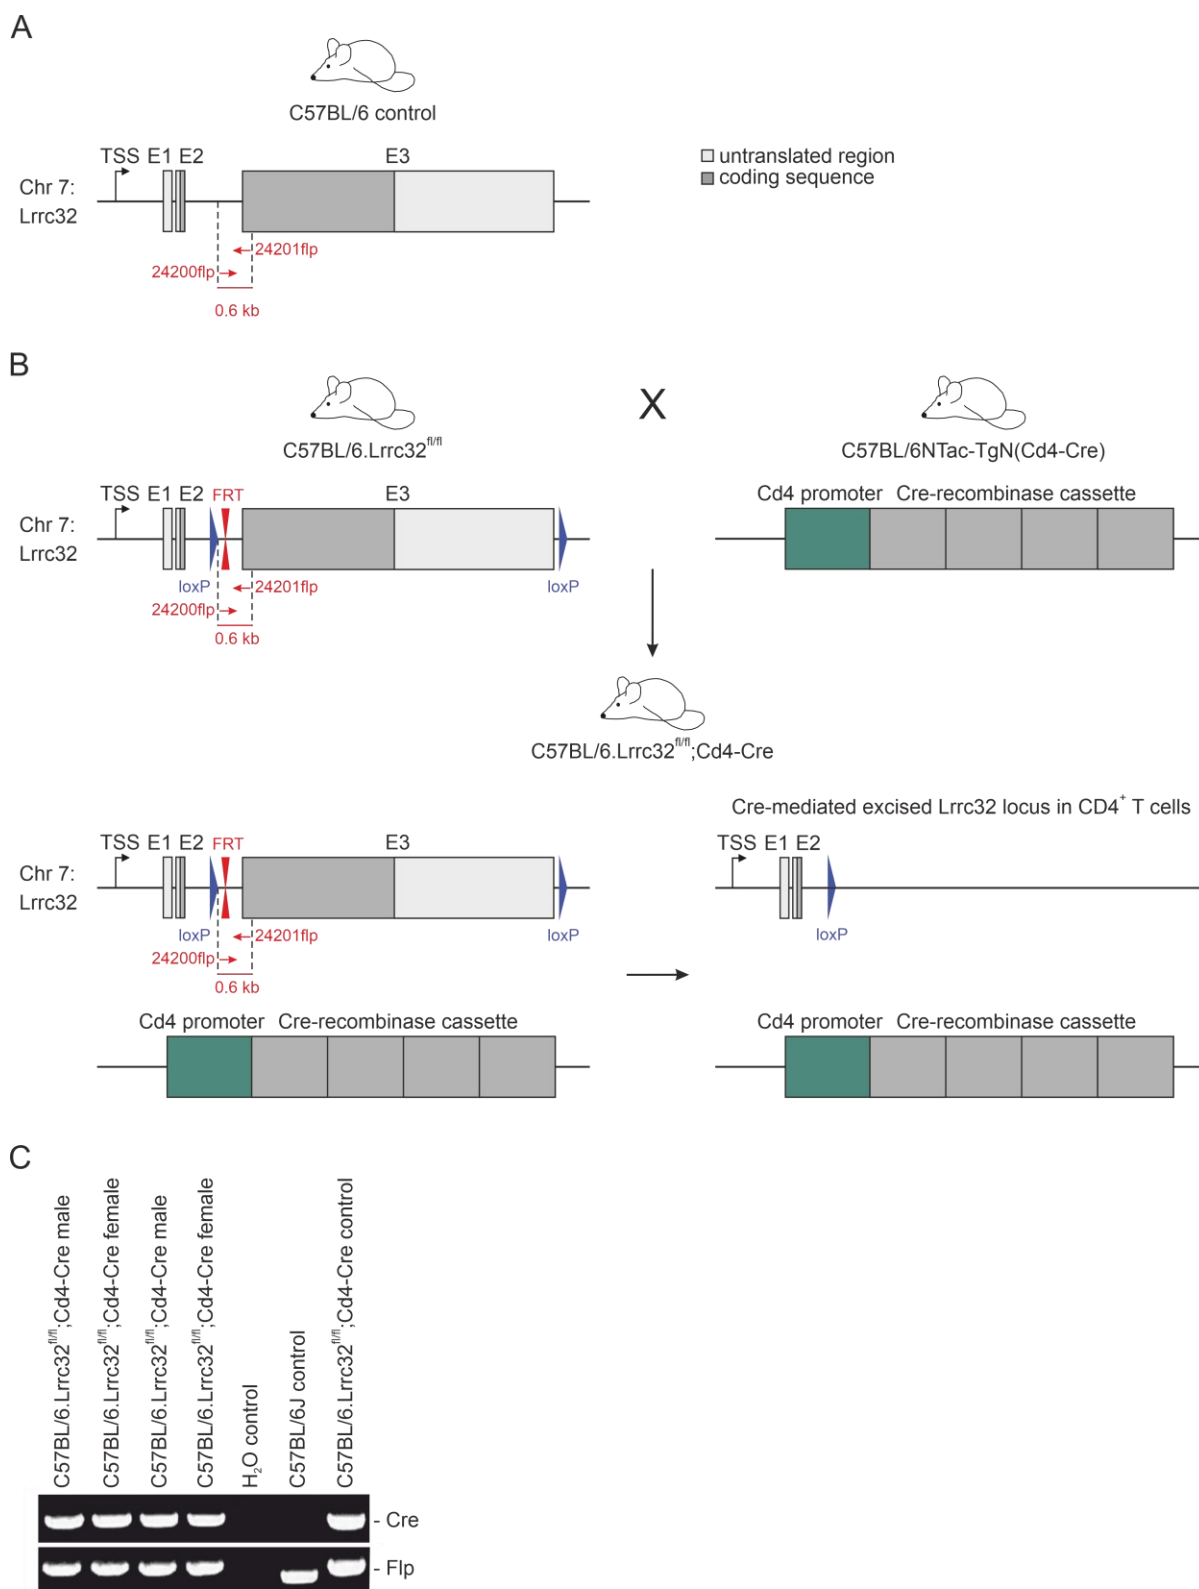 A
C57BL/6 control
TSS E1 E2 E3
Chr 7:
Lrrc32
untranslated region
coding sequence
24201flp
24200flp
0.6 kb
B
X
C57BL/6.Lrrc32fl/fl
C57BL/6NTac-TgN(Cd4-Cre)
TSS E1 E2 FRT E3
Chr 7:
Lrrc32
Cd4 promoter Cre-recombinase cassette
loxP
24201flp
loxP
24200flp
0.6 kb
C57BL/6.Lrrc32fl/fl;Cd4-Cre
Cre-mediated excised Lrrc32 locus in CD4+ T cells
TSS E1 E2 FRT E3
Chr 7:
Lrrc32
TSS E1 E2
loxP
loxP
24201flp
loxP
24200flp
0.6 kb
Cd4 promoter Cre-recombinase cassette
Cd4 promoter Cre-recombinase cassette
C
C57BL/6.Lrrc32fl/fl;Cd4-Cre male
C57BL/6.Lrrc32fl/fl;Cd4-Cre female
C57BL/6.Lrrc32fl/fl;Cd4-Cre male
C57BL/6.Lrrc32fl/fl;Cd4-Cre female
H2O control
C57BL/6J control
C57BL/6.Lrrc32fl/fl;Cd4-Cre control
- Cre
- Flp